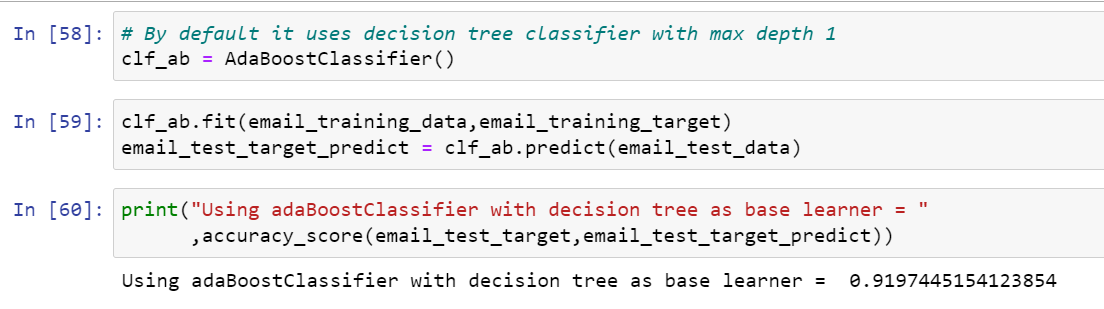 In [58]: # By default it uses decision tree classifier with max depth 1
clf_ab = AdaBoostClassifier()
In [59]: clf_ab.fit(email_training_data,email_training_target)
email_test_target_predict = clf_ab.predict(email_test_data)
In [60]: print("Using adaBoostClassifier with decision tree as base learner = "
,accuracy_score(email_test_target,email_test_target_predict))
Using adaBoostClassifier with decision tree as base learner =  0.9197445154123854